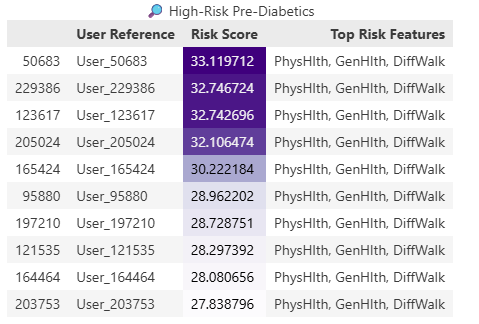 🔎 High-Risk Pre-Diabetics
User Reference Risk Score Top Risk Features
50683 User_50683 33.119712 PhysHlth, GenHlth, DiffWalk
229386 User_229386 32.746724 PhysHlth, GenHlth, DiffWalk
123617 User_123617 32.742696 PhysHlth, GenHlth, DiffWalk
205024 User_205024 32.106474 PhysHlth, GenHlth, DiffWalk
165424 User_165424 30.222184 PhysHlth, GenHlth, DiffWalk
95880 User_95880 28.962202 PhysHlth, GenHlth, DiffWalk
197210 User_197210 28.728751 PhysHlth, GenHlth, DiffWalk
121535 User_121535 28.297392 PhysHlth, GenHlth, DiffWalk
164464 User_164464 28.080656 PhysHlth, GenHlth, DiffWalk
203753 User_203753 27.838796 PhysHlth, GenHlth, DiffWalk